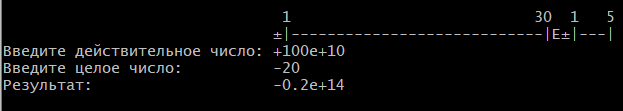 1                          30 1   5
±|---------------------------|E±|---|
Введите действительное число: +100e+10
Введите целое число:          -20
Результат:                    -0.2e+14